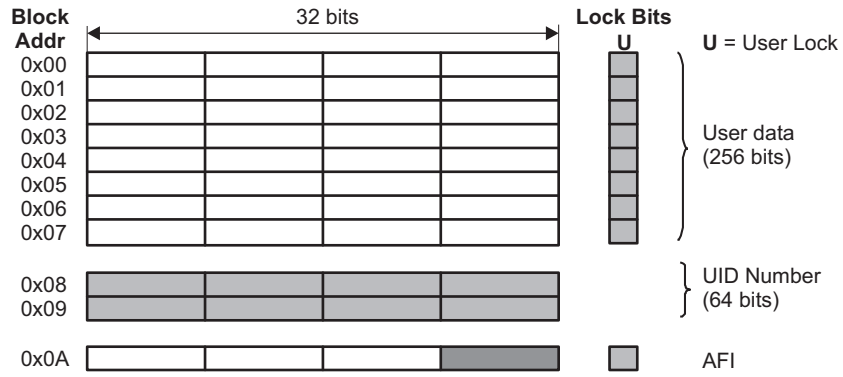 Block
Addr
32 bits
Lock Bits
U
U = User Lock
0x00
0x01
0x02
0x03
0x04
0x05
0x06
0x07
User data
(256 bits)
0x08
0x09
UID Number
(64 bits)
0x0A
AFI